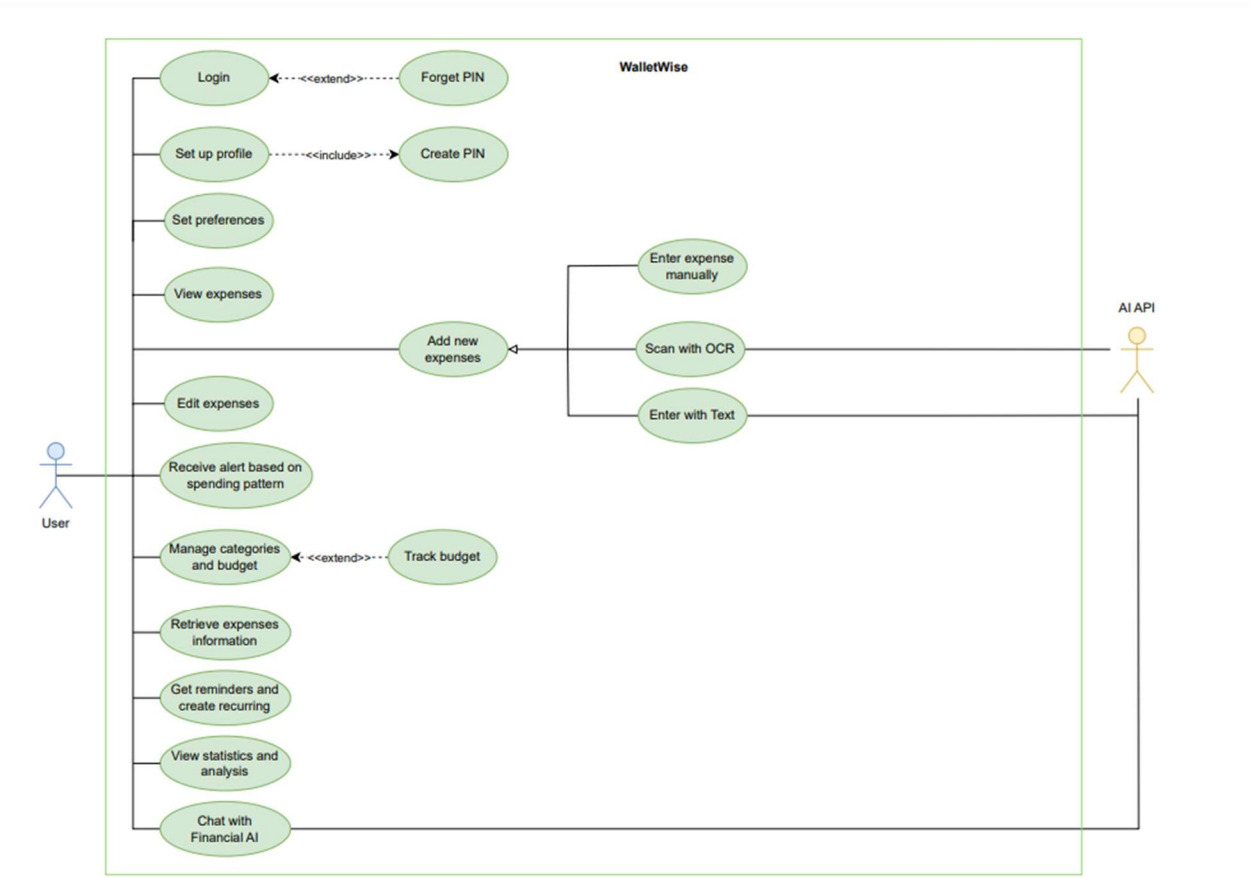 WalletWise
Login
<<extend>>
Forget PIN
Set up profile
<<include>>
Create PIN
Set preferences
View expenses
Enter expense
manually
Add new
expenses
Scan with OCR
AI API
Edit expenses
Enter with Text
Receive alert based on
spending pattern
User
Manage categories
and budget
<<extend>>
Track budget
Retrieve expenses
information
Get reminders and
create recurring
View statistics and
analysis
Chat with
Financial AI